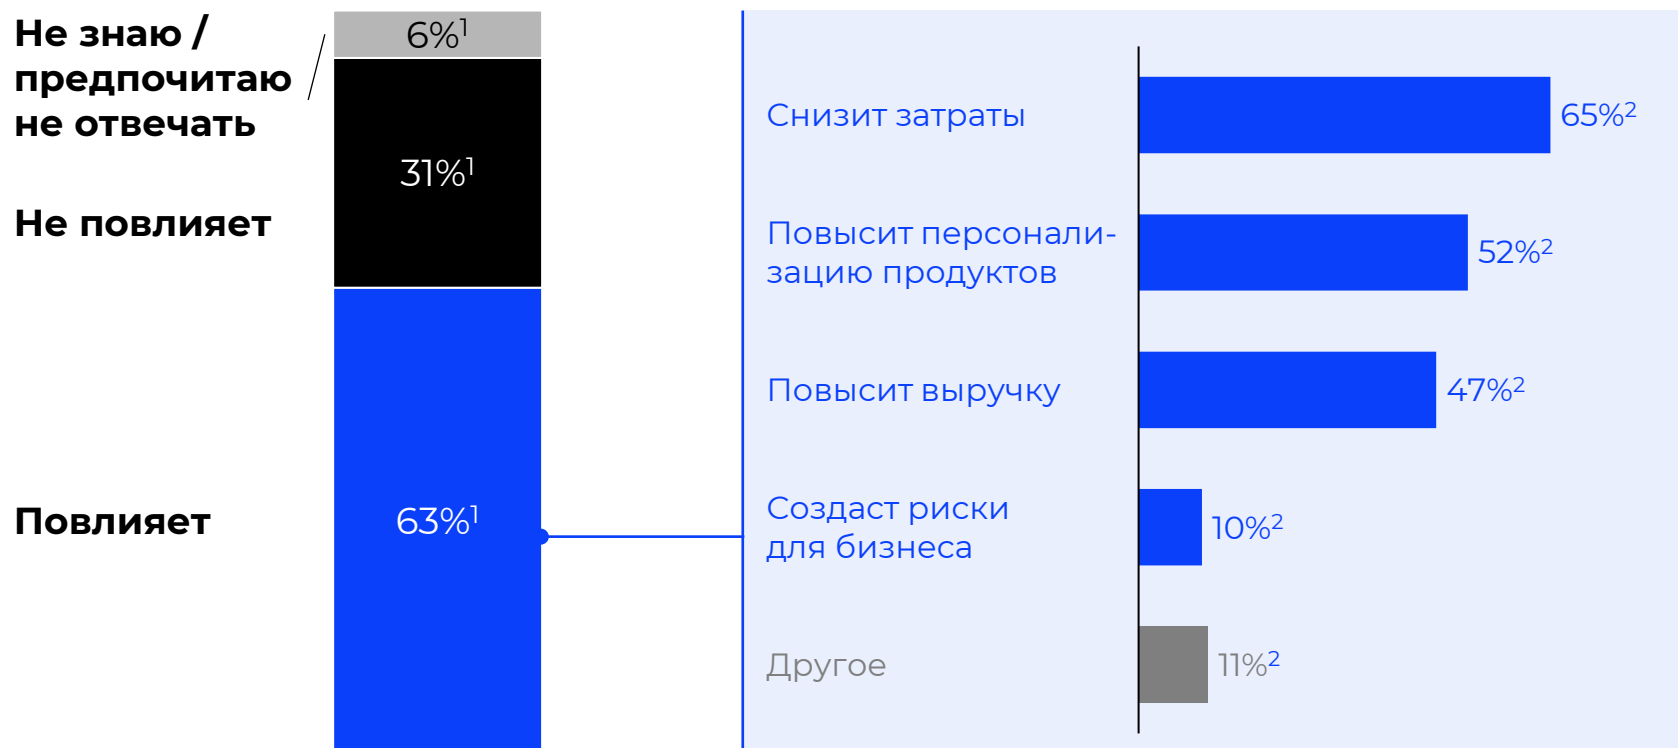 Не знаю /
предпочитаю
не отвечать
6%¹
31%¹
Не повлияет
63%¹
Повлияет
Снизит затраты
65%²
Повысит персонали-
зацию продуктов
52%²
Повысит выручку
47%²
Создаст риски
для бизнеса
10%²
Другое
11%²